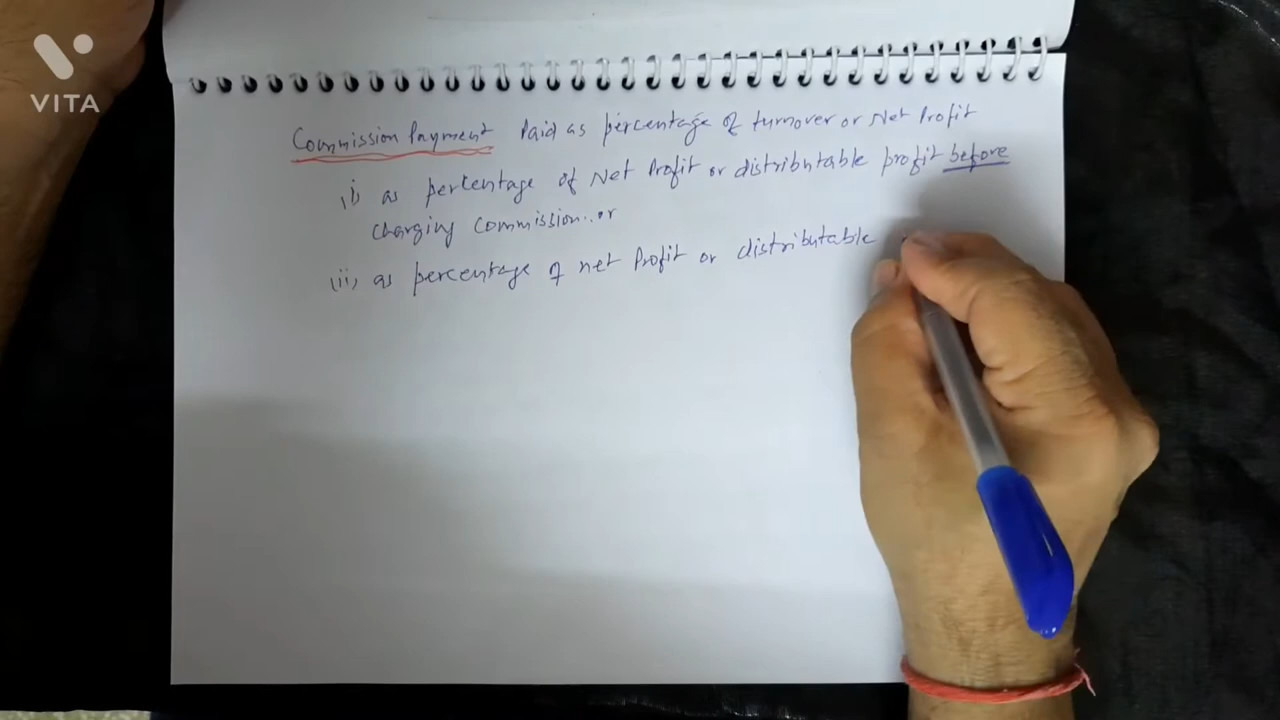 VITA
Commission Payment Paid as percentage of turnover or Net Profit
(i) as percentage of Net Profit or distributable profit before
charging Commission.. or
(ii) as percentage of net Profit or distributable